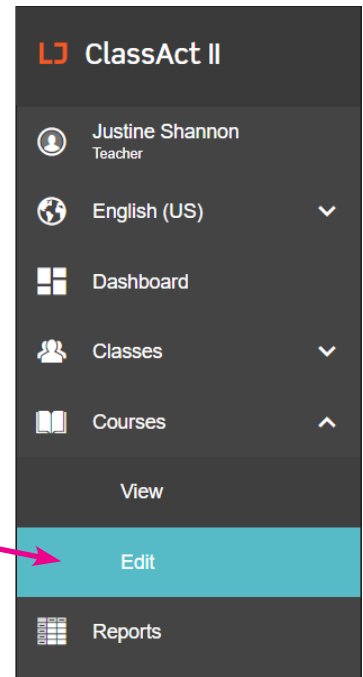 LJ ClassAct II
Justine Shannon
Teacher
English (US)
Dashboard
Classes
Courses
View
Edit
Reports